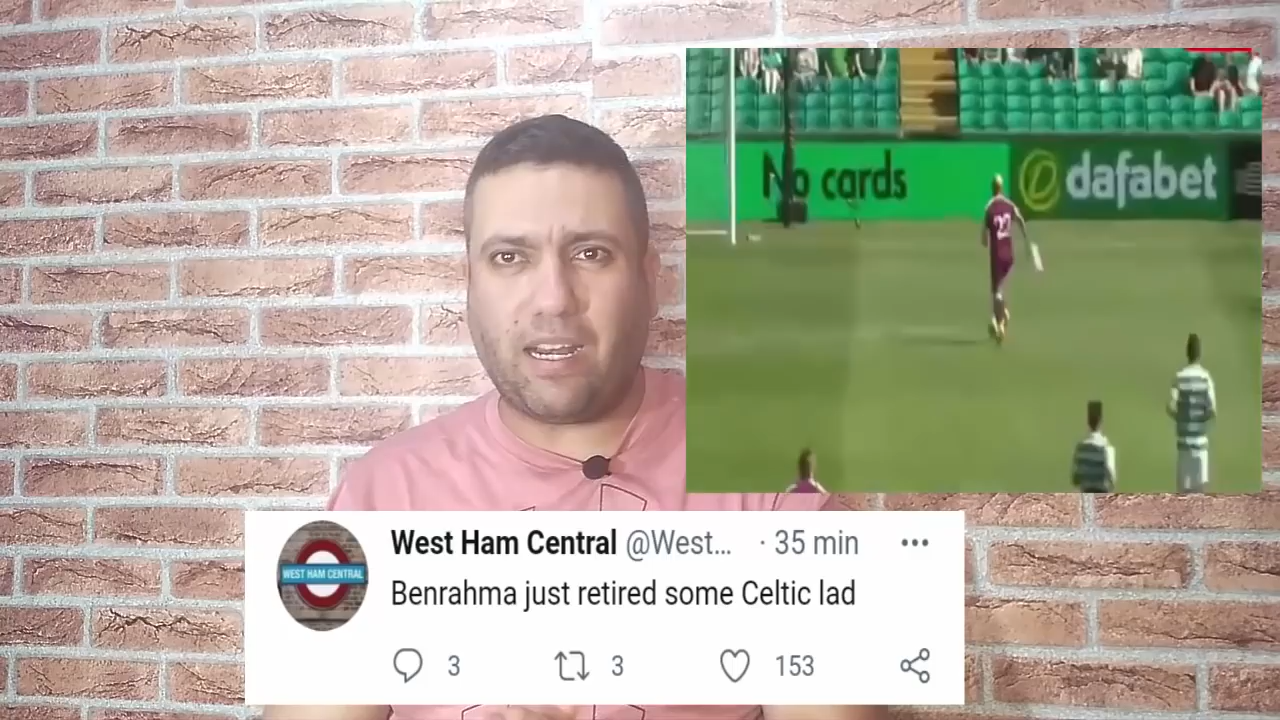 No cards
dafabet
22
West Ham Central @West... · 35 min
WEST HAM CENTRAL
Benrahma just retired some Celtic lad
3
3
153